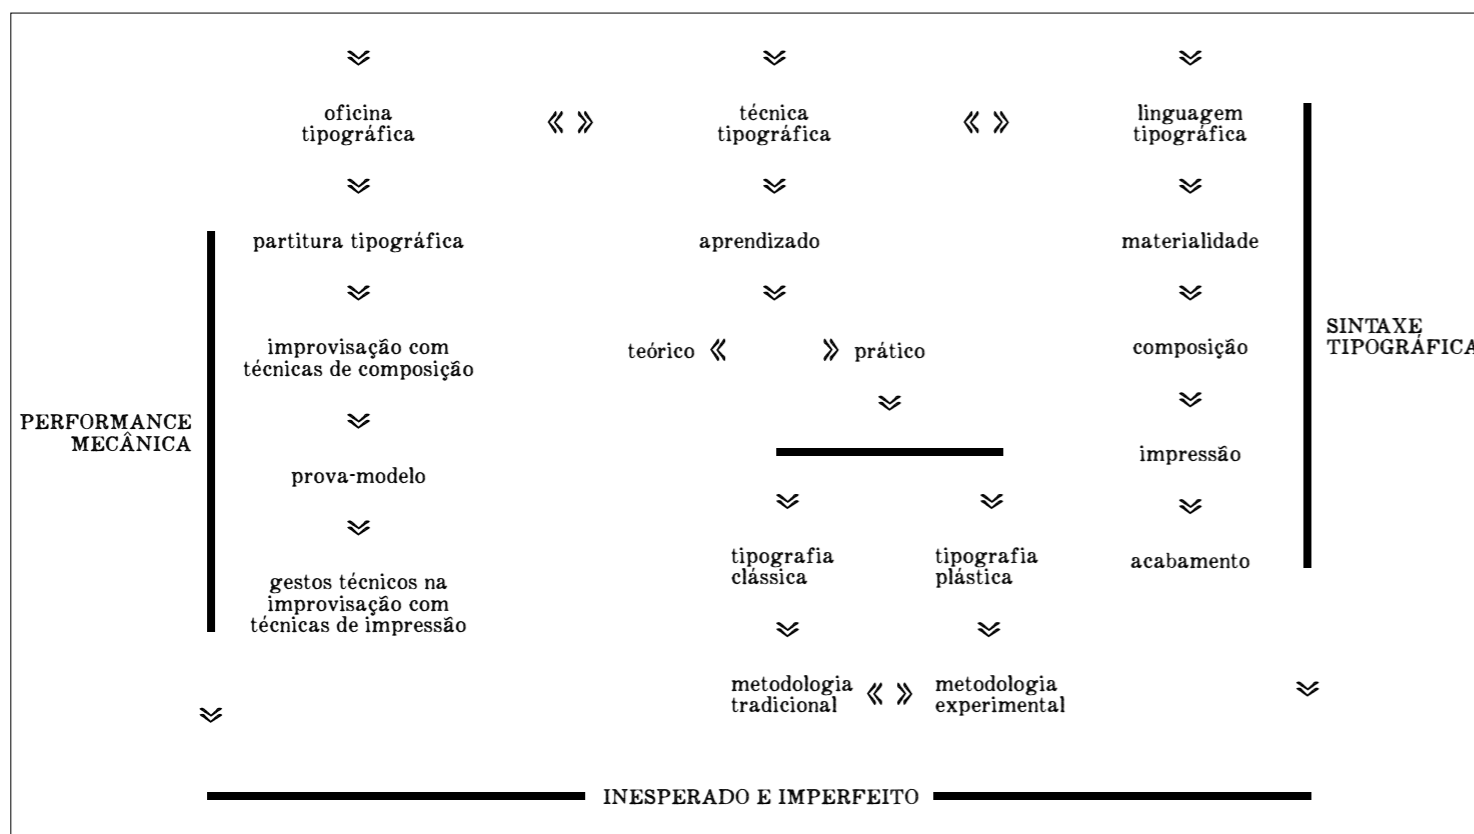 oficina
tipográfica
« »
técnica
tipográfica
« »
linguagem
tipográfica
partitura tipográfica
aprendizado
materialidade
improvisação com
técnicas de composição
teórico «
» prático
composição
SINTAXE
TIPOGRÁFICA
PERFORMANCE
MECÂNICA
prova-modelo
impressão
tipografia
clássica
tipografia
plástica
acabamento
gestos técnicos na
improvisação com
técnicas de impressão
metodologia
tradicional
« »
metodologia
experimental
INESPERADO E IMPERFEITO